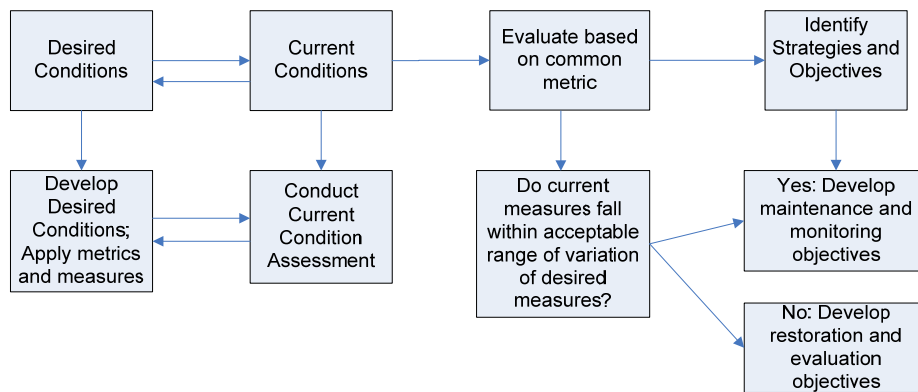 Desired
Conditions
Current
Conditions
Evaluate based
on common
metric
Identify
Strategies and
Objectives
Develop
Desired
Conditions;
Apply metrics
and measures
Conduct
Current
Condition
Assessment
Do current
measures fall
within acceptable
range of variation
of desired
measures?
Yes: Develop
maintenance and
monitoring
objectives
No: Develop
restoration and
evaluation
objectives